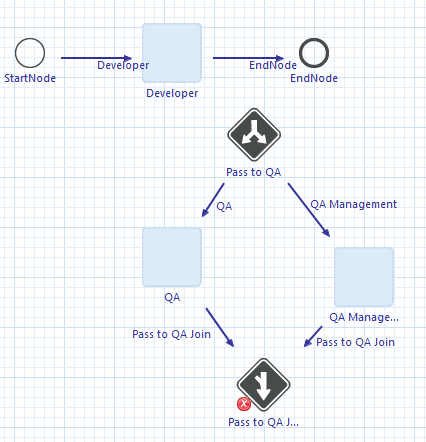 Developer
EndNode
StartNode
EndNode
Developer
Pass to QA
QA
QA Management
QA
QA Manage...
Pass to QA Join
Pass to QA Join
Pass to QA J...